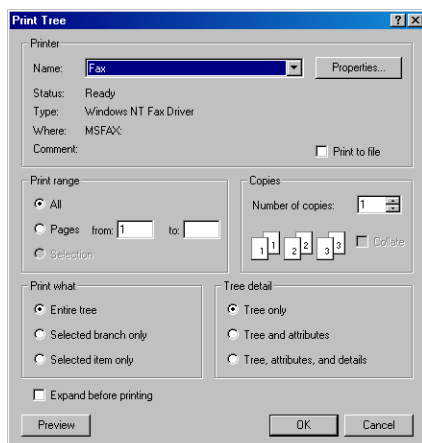 Print Tree
Printer
Name: Fax Properties...
Status: Ready
Type: Windows NT Fax Driver
Where: MSFAX:
Comment: Print to file
Print range
All
Pages from: 1 to:
Selection
Copies
Number of copies: 1
1 1 2 2 3 3 Collate
Print what
Entire tree
Selected branch only
Selected item only
Tree detail
Tree only
Tree and attributes
Tree, attributes, and details
Expand before printing
Preview OK Cancel